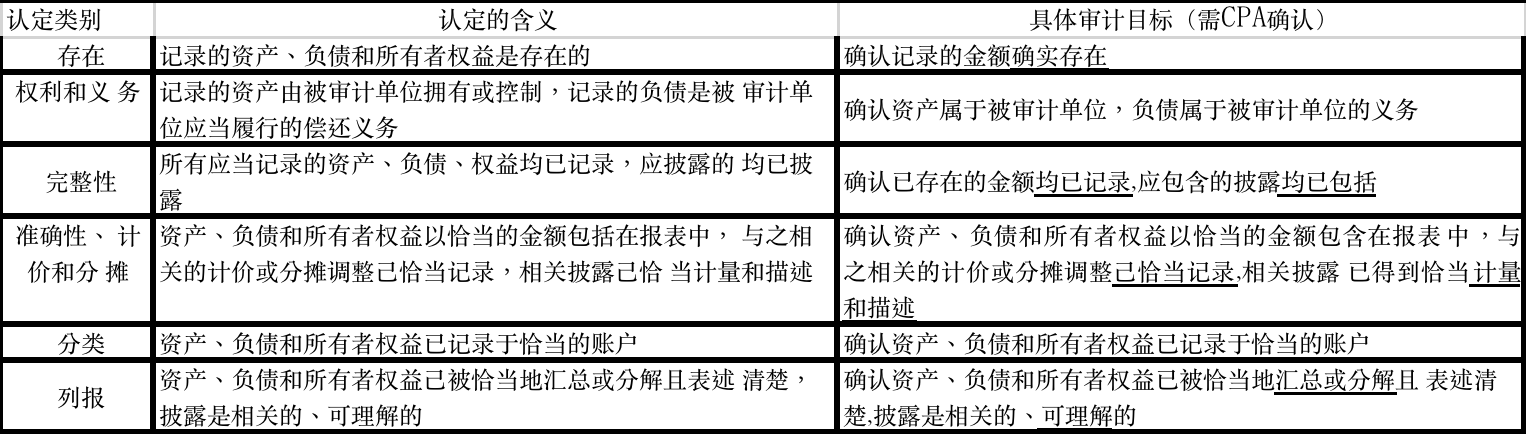 认定类别
认定的含义
具体审计目标（需CPA确认）
存在
记录的资产、负债和所有者权益是存在的
确认记录的金额确实存在
权利和义 务
记录的资产由被审计单位拥有或控制，记录的负债是被 审计单
位应当履行的偿还义务
确认资产属于被审计单位，负债属于被审计单位的义务
完整性
所有应当记录的资产、负债、权益均已记录，应披露的 均已披
露
确认已存在的金额均已记录,应包含的披露均已包括
准确性、 计
价和分 摊
资产、负债和所有者权益以恰当的金额包括在报表中， 与之相
关的计价或分摊调整己恰当记录，相关披露己恰 当计量和描述
确认资产、负债和所有者权益以恰当的金额包含在报表 中，与
之相关的计价或分摊调整己恰当记录,相关披露 已得到恰当计量
和描述
分类
资产、负债和所有者权益已记录于恰当的账户
确认资产、负债和所有者权益已记录于恰当的账户
列报
资产、负债和所有者权益己被恰当地汇总或分解且表述 清楚，
披露是相关的、可理解的
确认资产、负债和所有者权益已被恰当地汇总或分解且 表述清
楚,披露是相关的、可理解的